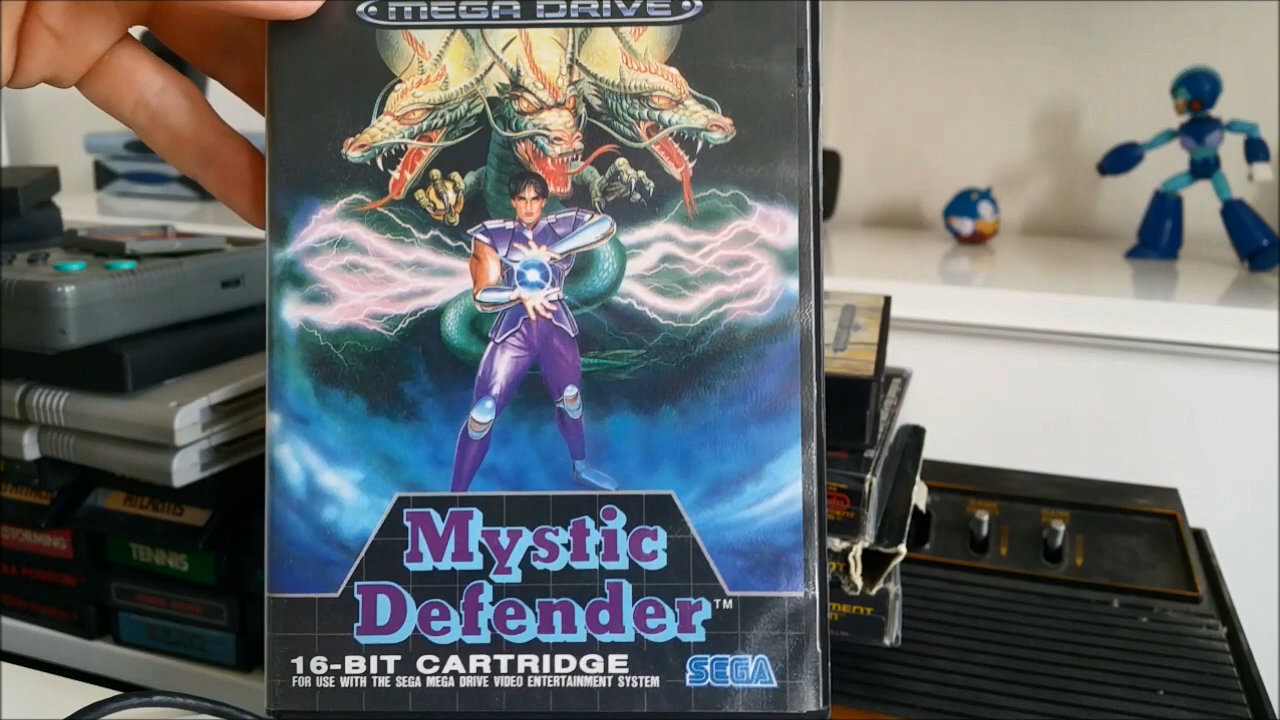 MEGA DRIVE
Mystic
Defender™
16-BIT CARTRIDGE
FOR USE WITH THE SEGA MEGA DRIVE VIDEO ENTERTAINMENT SYSTEM
SEGA
ATLANTIS
TENNIS